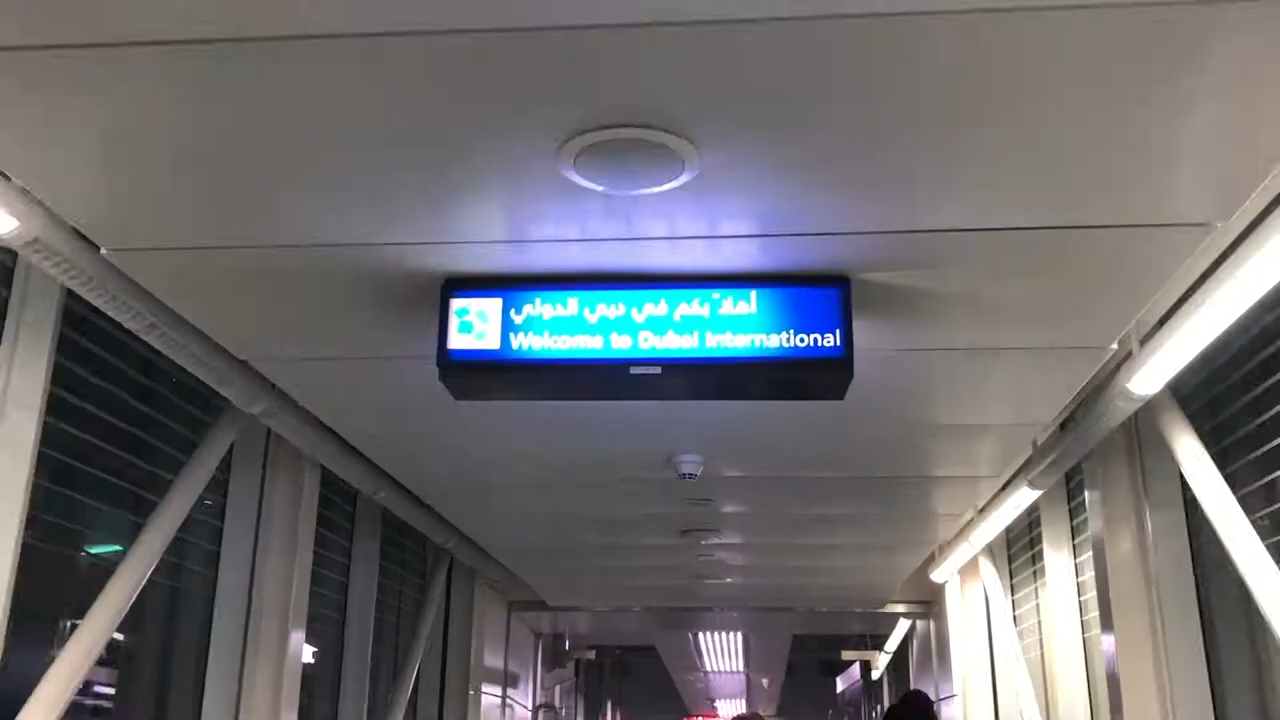 أهلاً بكم في دبي الدولي
Welcome to Dubai International